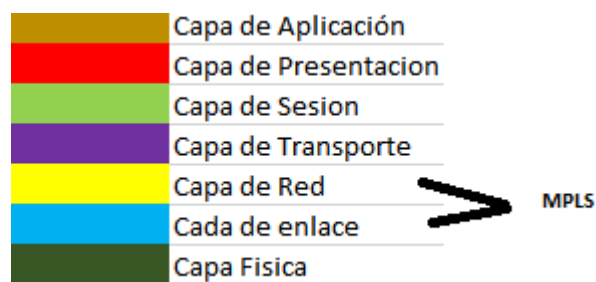 Capa de Aplicación
Capa de Presentacion
Capa de Sesion
Capa de Transporte
Capa de Red
MPLS
Cada de enlace
Capa Fisica